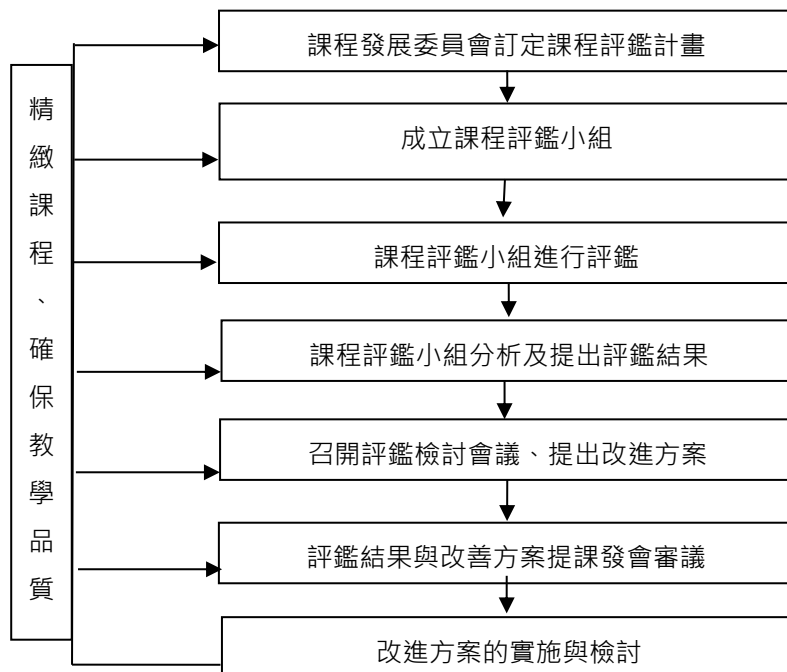 精緻課程、確保教學品質
課程發展委員會訂定課程評鑑計畫
成立課程評鑑小組
課程評鑑小組進行評鑑
課程評鑑小組分析及提出評鑑結果
召開評鑑檢討會議、提出改進方案
評鑑結果與改善方案提課發會審議
改進方案的實施與檢討